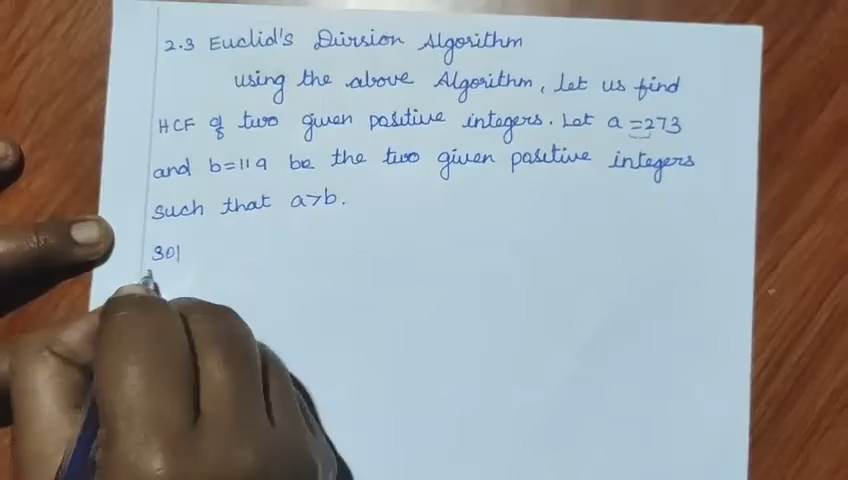 2.3 Euclid's Division Algorithm
using the above Algorithm, let us find
HCF of two given positive integers. Let a = 273
and b = 119 be the two given positive integers
such that a>b.
sol